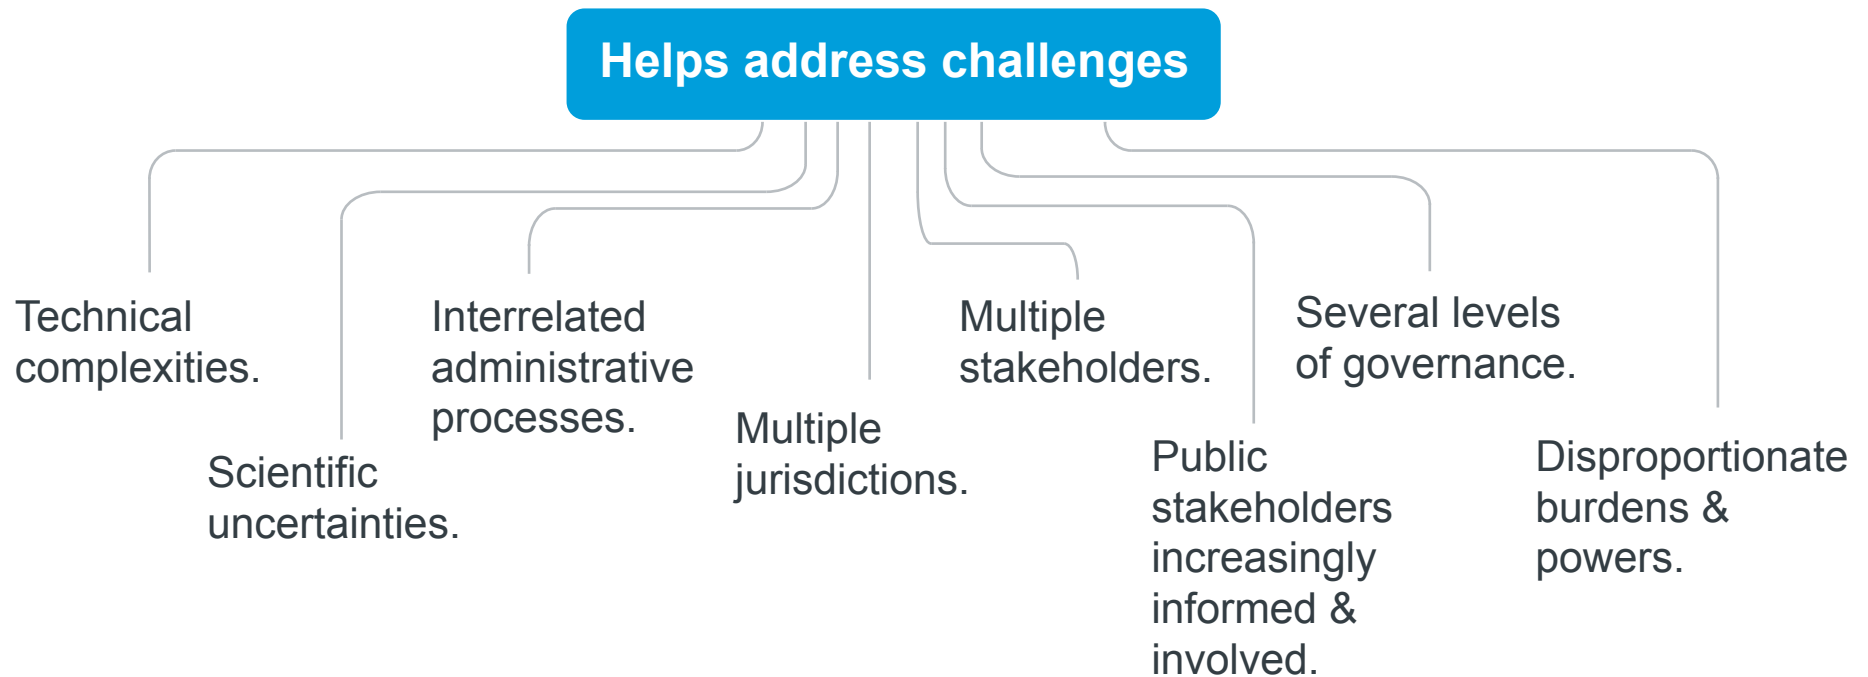 Helps address challenges
Technical
complexities.
Scientific
uncertainties.
Interrelated
administrative
processes.
Multiple
jurisdictions.
Multiple
stakeholders.
Public
stakeholders
increasingly
informed &
involved.
Several levels
of governance.
Disproportionate
burdens &
powers.